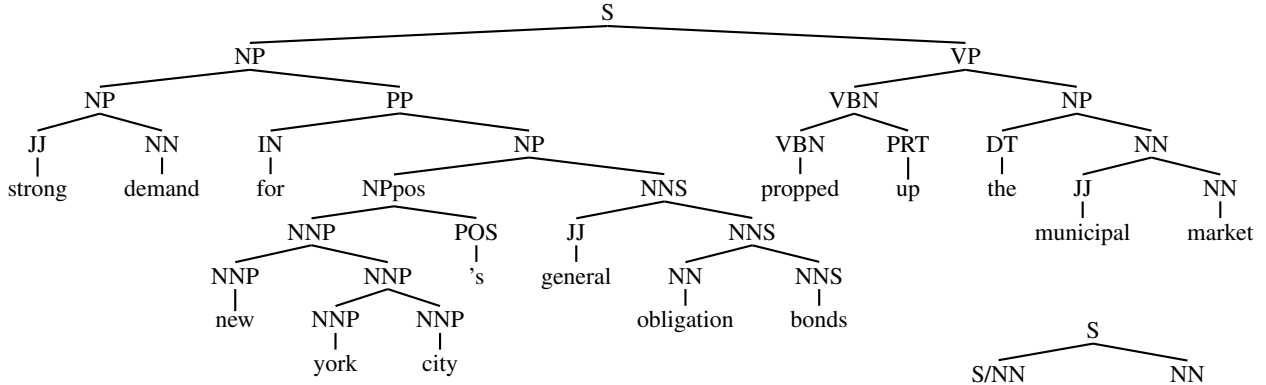 S
NP VP
NP PP VBN NP
JJ NN IN NP VBN PRT DT NN
strong demand for NPpos NNS propped up the JJ NN
NNP POS JJ NNS municipal market
NNP NNP 's general NN NNS
new NNP NNP obligation bonds S
york city S/NN NN